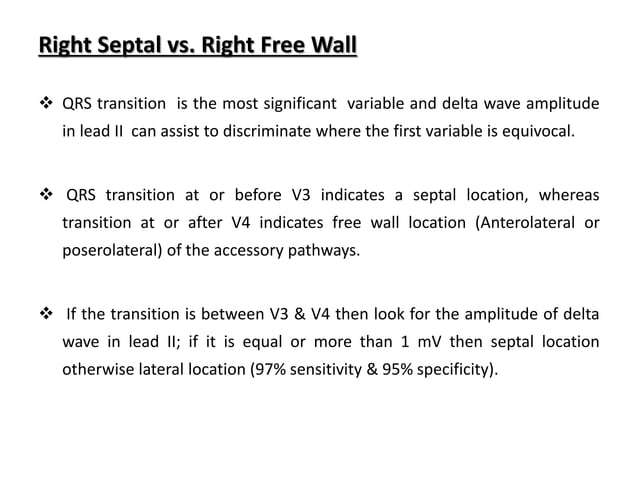 Right Septal vs. Right Free Wall
❖ QRS transition is the most significant variable and delta wave amplitude
in lead II can assist to discriminate where the first variable is equivocal.
❖ QRS transition at or before V3 indicates a septal location, whereas
transition at or after V4 indicates free wall location (Anterolateral or
poserolateral) of the accessory pathways.
❖ If the transition is between V3 & V4 then look for the amplitude of delta
wave in lead II; if it is equal or more than 1 mV then septal location
otherwise lateral location (97% sensitivity & 95% specificity).